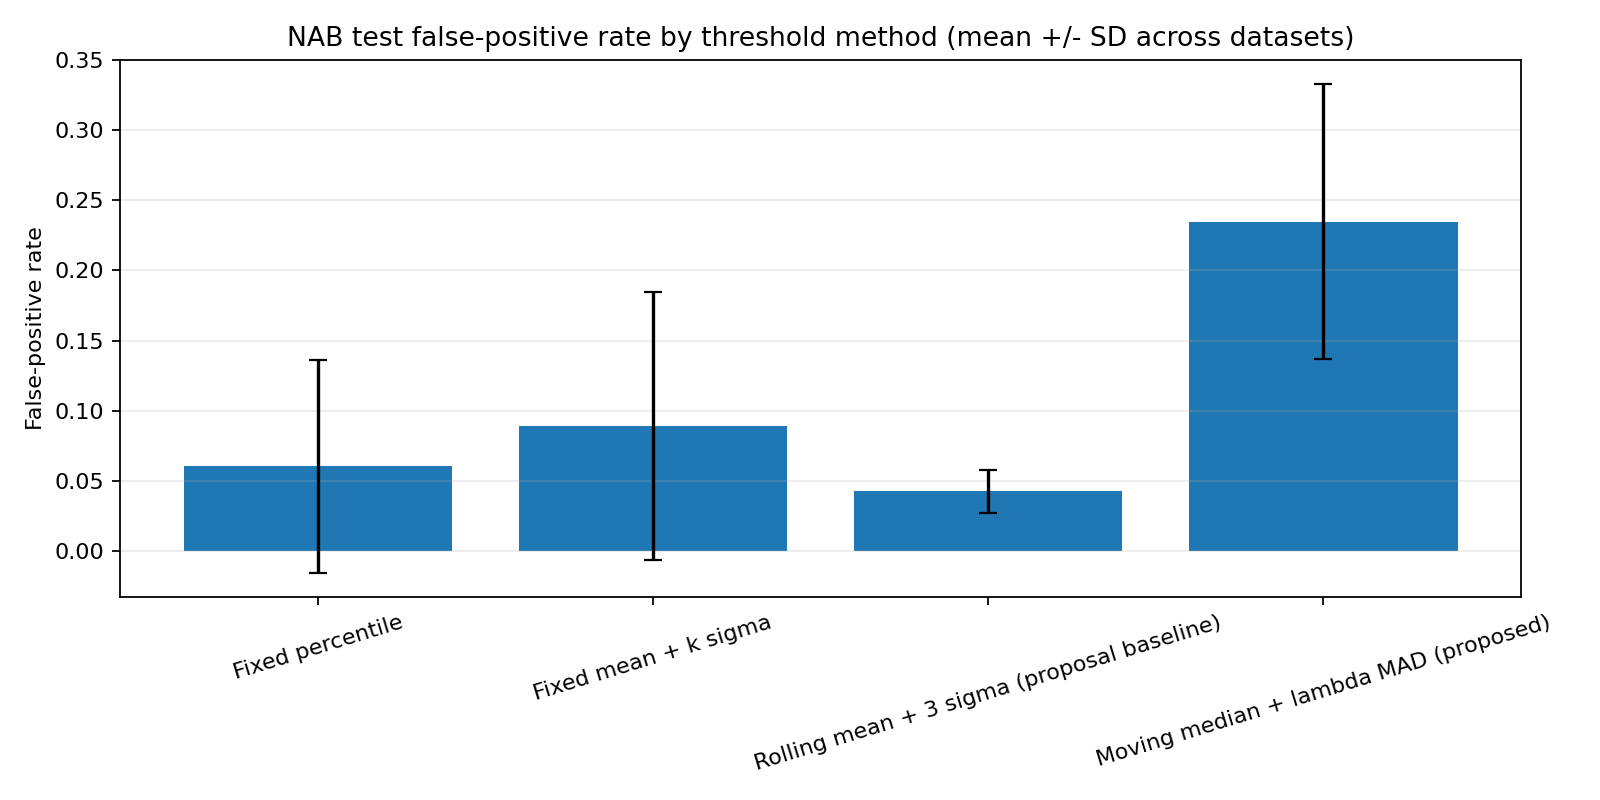 NAB test false-positive rate by threshold method (mean +/- SD across datasets)
False-positive rate
0.35
0.30
0.25
0.20
0.15
0.10
0.05
0.00
Fixed percentile
Fixed mean + k sigma
Rolling mean + 3 sigma (proposal baseline)
Moving median + lambda MAD (proposed)